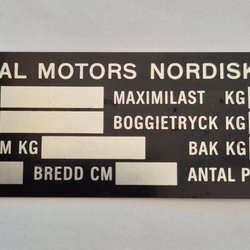 AL MOTORS NORDISK
MAXIMILAST KG
BOGGIETRYCK KG
M KG BAK KG
BREDD CM ANTAL P